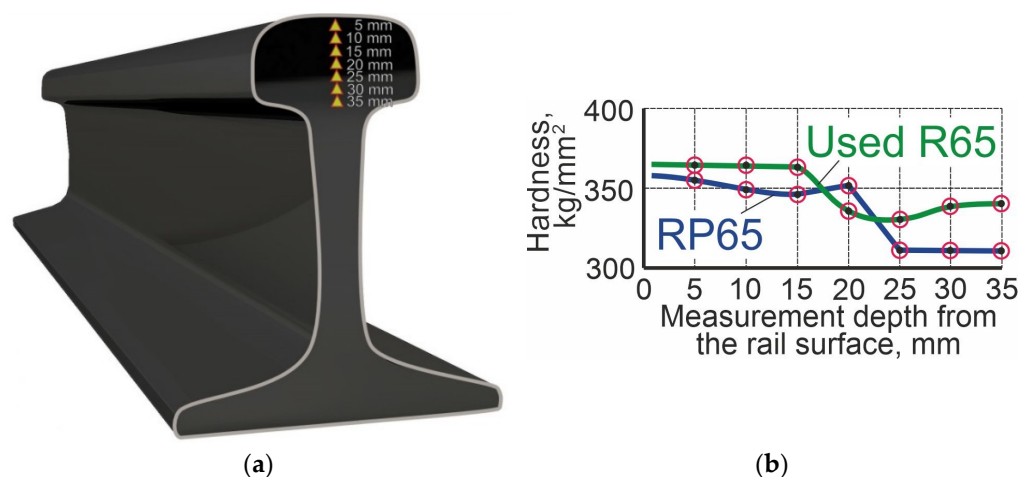 5 mm
10 mm
15 mm
20 mm
25 mm
30 mm
35 mm
(a)
Hardness,
kg/mm²
400
350
300
Used R65
RP65
0 5 10 15 20 25 30 35
Measurement depth from
the rail surface, mm
(b)